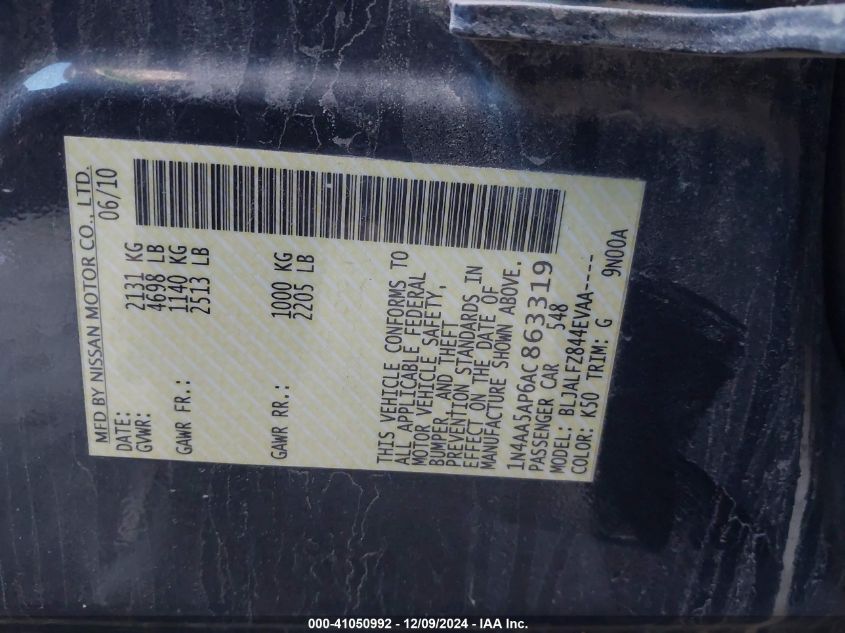 MFD BY NISSAN MOTOR CO., LTD.
DATE: 06/10
GVWR: 2131 KG
4698 LB
GAWR FR.: 1140 KG
2513 LB
GAWR RR.: 1000 KG
2205 LB
THIS VEHICLE CONFORMS TO
ALL APPLICABLE FEDERAL
MOTOR VEHICLE SAFETY,
BUMPER, AND THEFT
PREVENTION STANDARDS IN
EFFECT ON THE DATE OF
MANUFACTURE SHOWN ABOVE.
1N4AA5AP0AC863319
PASSENGER CAR 548
MODEL: BLJALFZ844EVAA----
COLOR: K50 TRIM: G 9N00A
000-41050992 - 12/09/2024 - IAA Inc.